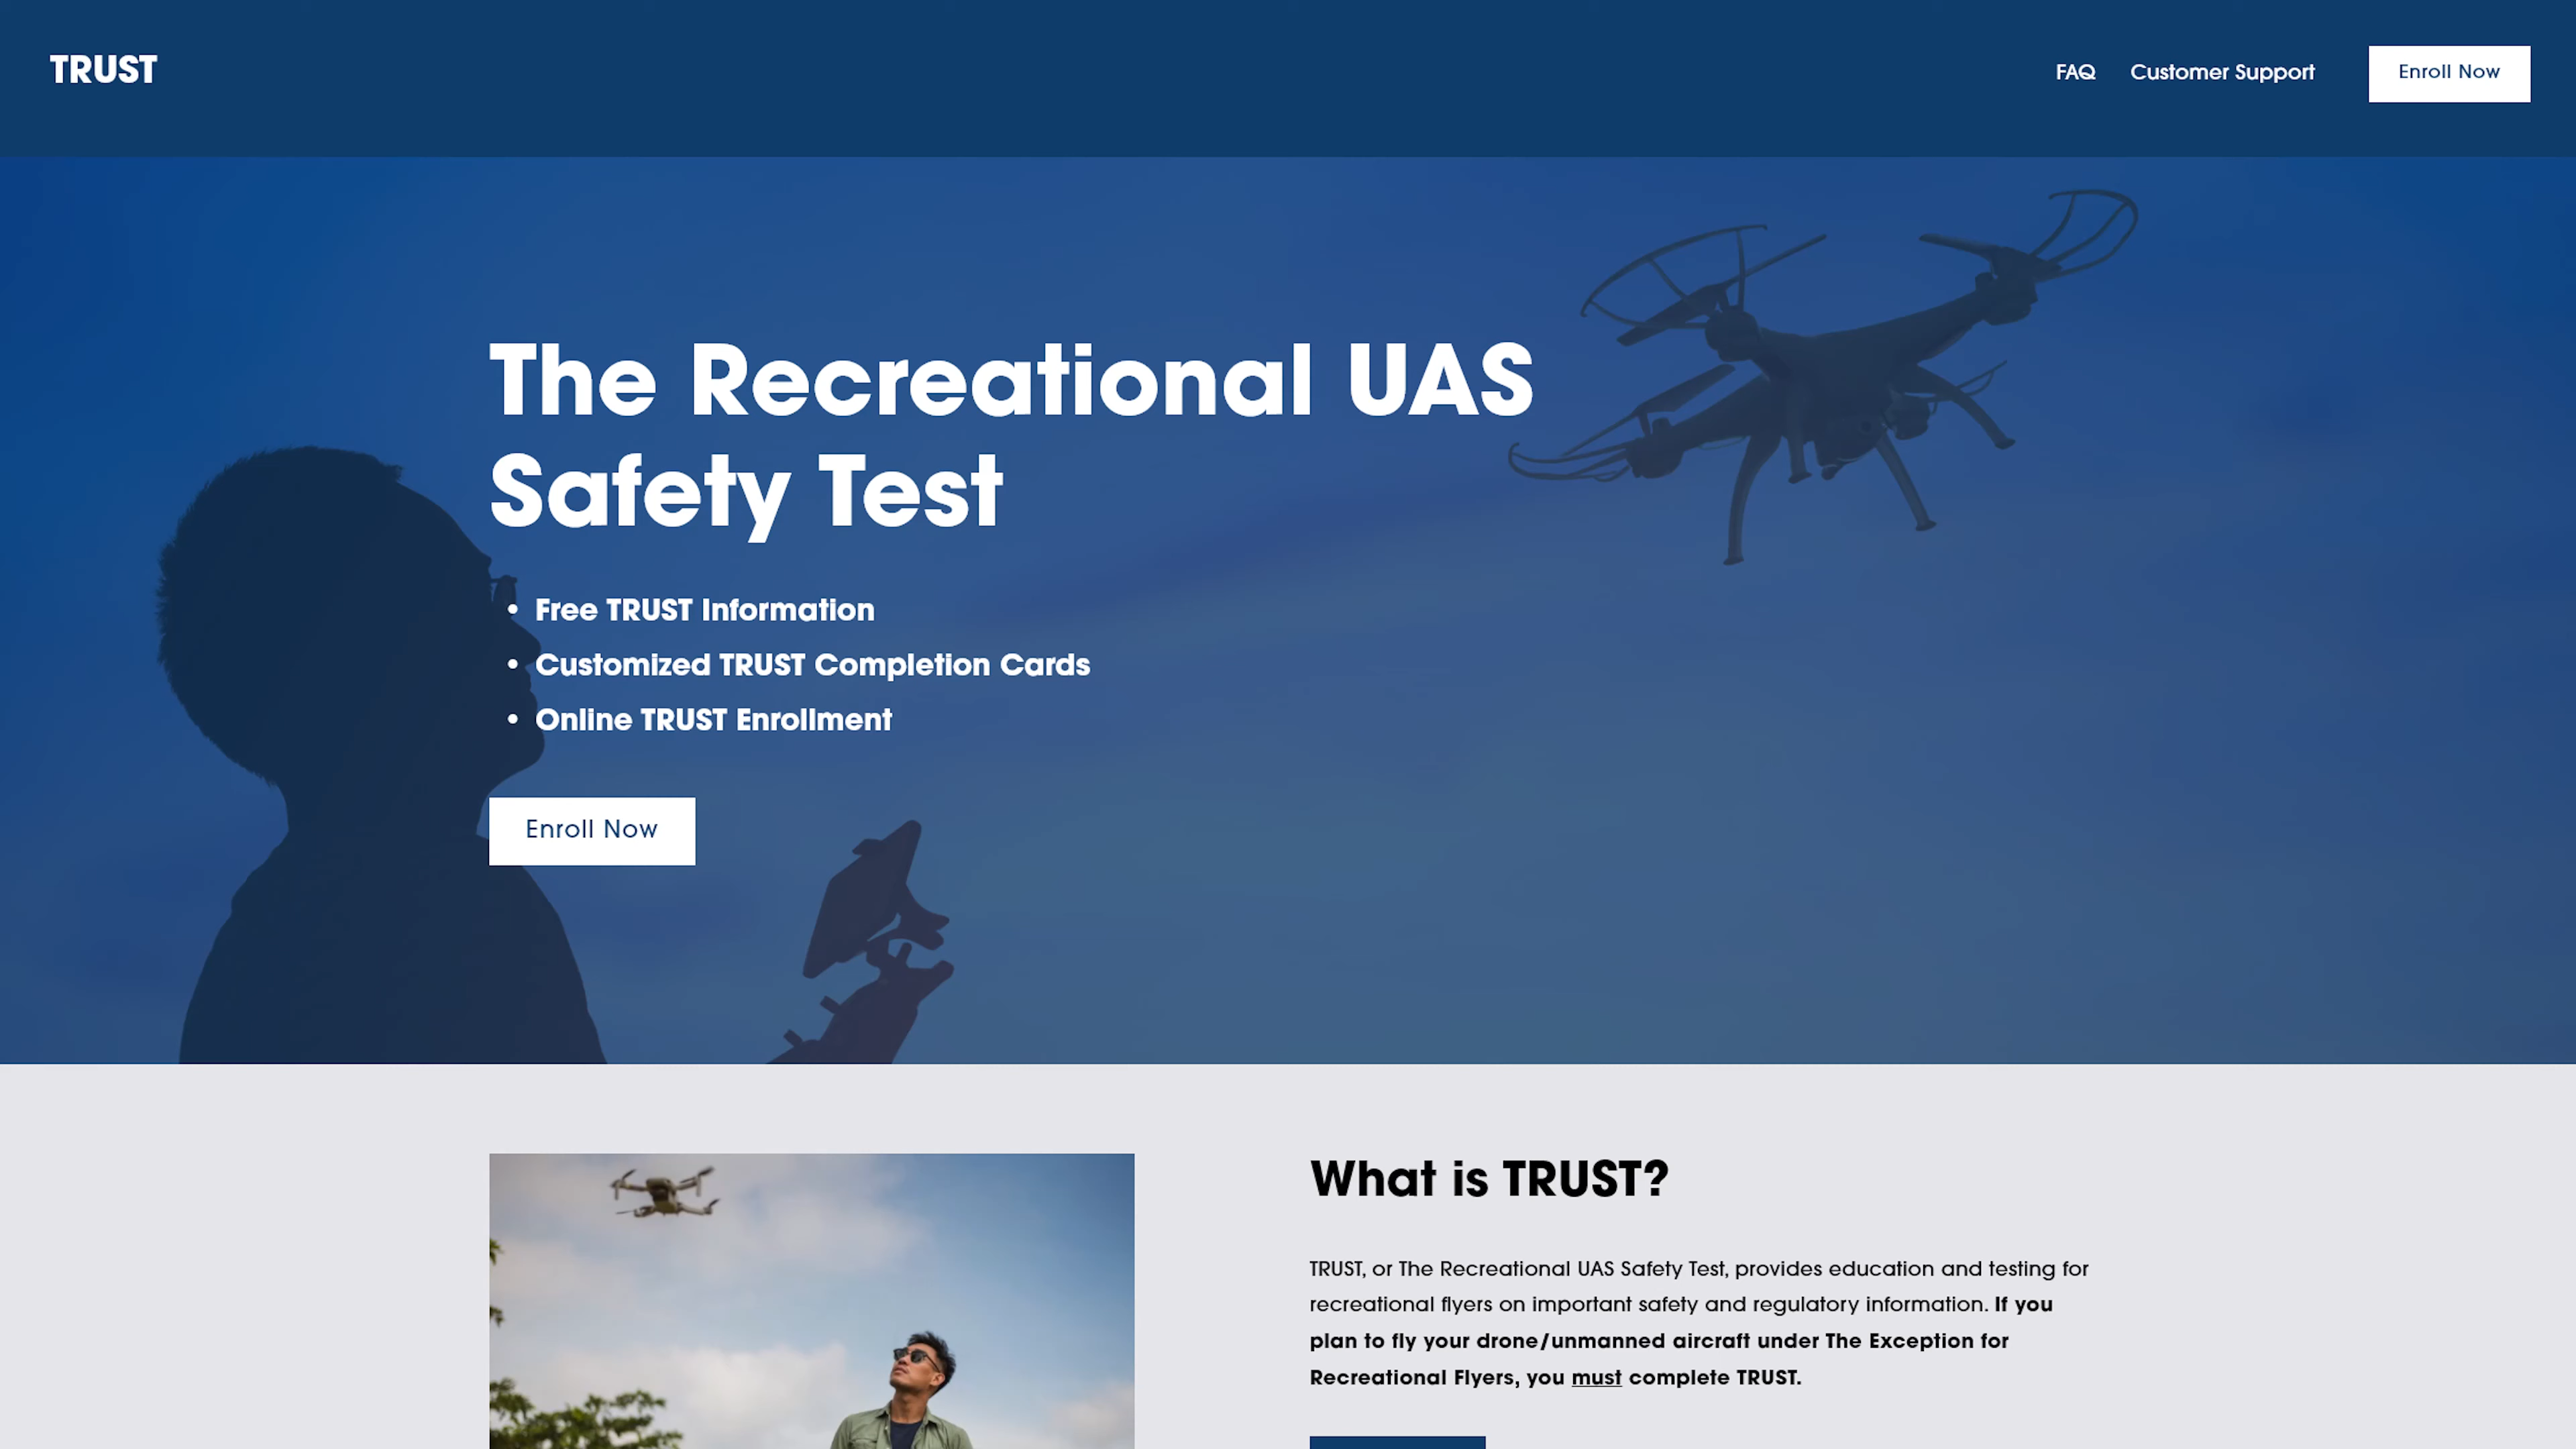 TRUST
FAQ
Customer Support
Enroll Now
The Recreational UAS
Safety Test
• Free TRUST Information
• Customized TRUST Completion Cards
• Online TRUST Enrollment
Enroll Now
What is TRUST?
TRUST, or The Recreational UAS Safety Test, provides education and testing for
recreational flyers on important safety and regulatory information. If you
plan to fly your drone/unmanned aircraft under The Exception for
Recreational Flyers, you must complete TRUST.